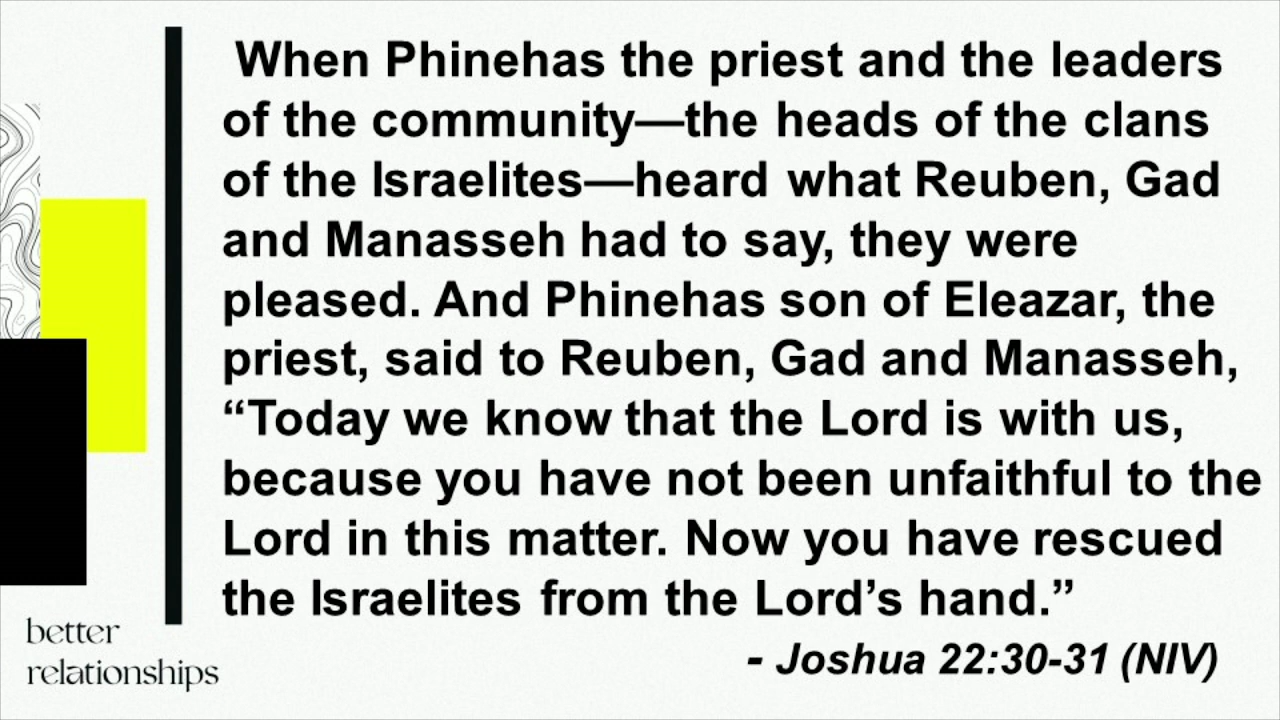 When Phinehas the priest and the leaders
of the community—the heads of the clans
of the Israelites—heard what Reuben, Gad
and Manasseh had to say, they were
pleased. And Phinehas son of Eleazar, the
priest, said to Reuben, Gad and Manasseh,
“Today we know that the Lord is with us,
because you have not been unfaithful to the
Lord in this matter. Now you have rescued
the Israelites from the Lord’s hand.”
- Joshua 22:30-31 (NIV)
better
relationships